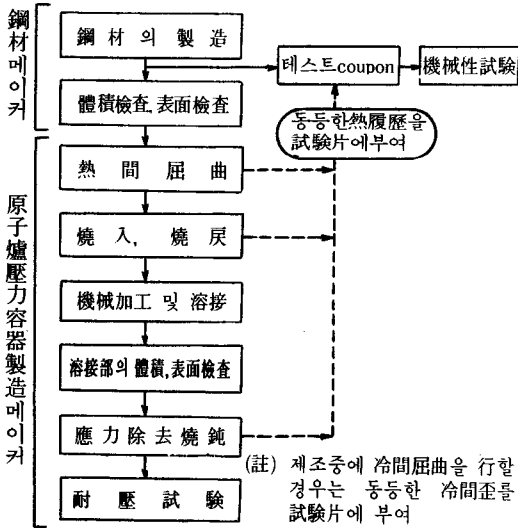 鋼材메이커
鋼材의 製造
테스트coupon
機械性試験
體積檢査, 表面檢査
동등한熱履歷을
試驗片에부여
原子爐壓力容器製造메이커
熱間屈曲
燒入, 燒戻
機械加工 및 溶接
溶接部의 體積, 表面檢査
應力除去燒鈍
耐壓試驗
(註) 제조중에 冷間屈曲을 行할
경우는 동등한 冷間歪를
試驗片에 부여